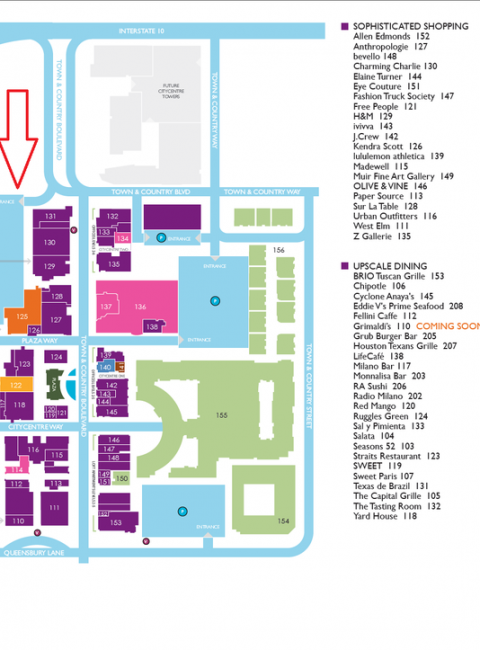 INTERSTATE 10
TOWN & COUNTRY BOULEVARD
TOWN & COUNTRY WAY
FUTURE
CITYCENTRE
TOWERS
TOWN & COUNTRY BLVD
TOWN & COUNTRY WAY
131
132
134
130
129
135
ENTRANCE
P
ENTRANCE
156
P
128
125
127
126
137
136
138
PLAZA WAY
123
124
122
118
PLAZA
120
119
121
139
140
141
142
143
144
145
155
TOWN & COUNTRY BOULEVARD
TOWN & COUNTRY STREET
CITYCENTRE WAY
116
115
114
112
113
111
110
146
147
148
149
151
150
152
153
P
ENTRANCE
154
QUEENSBURY LANE
SOPHISTICATED SHOPPING
Allen Edmonds 152
Anthropologie 127
bevello 148
Charming Charlie 130
Elaine Turner 144
Eye Couture 151
Fashion Truck Society 147
Free People 121
H&M 129
ivivva 143
J.Crew 142
Kendra Scott 126
lululemon athletica 139
Madewell 115
Muir Fine Art Gallery 149
OLIVE & VINE 146
Paper Source 113
Sur La Table 128
Urban Outfitters 116
West Elm 111
Z Gallerie 135
UPSCALE DINING
BRIO Tuscan Grille 153
Chipotle 106
Cyclone Anaya's 145
Eddie V's Prime Seafood 208
Fellini Caffe 112
Grimaldi's 110 COMING SOON
Grub Burger Bar 205
Houston Texans Grille 207
LifeCafé 138
Milano Bar 117
Monnalisa Bar 203
RA Sushi 206
Radio Milano 202
Red Mango 120
Ruggles Green 124
Sal y Pimienta 133
Salata 104
Seasons 52 103
Straits Restaurant 123
SWEET 119
Sweet Paris 107
Texas de Brazil 131
The Capital Grille 105
The Tasting Room 132
Yard House 118